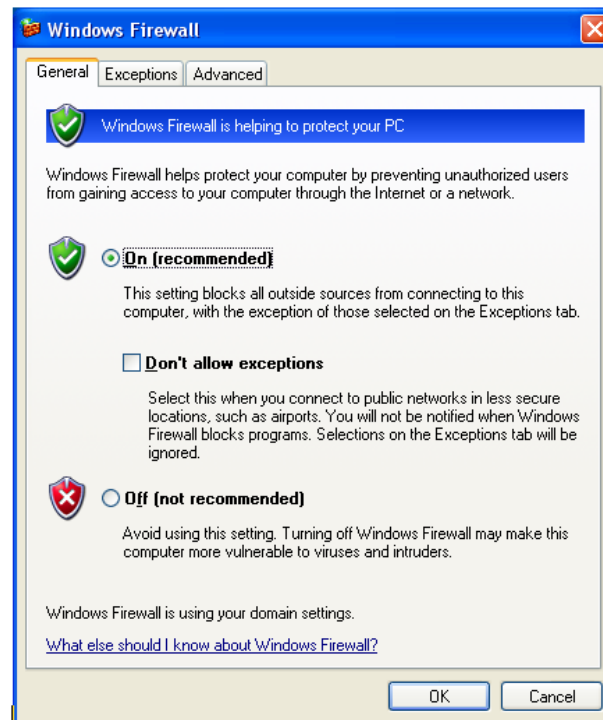 Windows Firewall
General Exceptions Advanced
Windows Firewall is helping to protect your PC
Windows Firewall helps protect your computer by preventing unauthorized users
from gaining access to your computer through the Internet or a network.
On (recommended)
This setting blocks all outside sources from connecting to this
computer, with the exception of those selected on the Exceptions tab.
Don't allow exceptions
Select this when you connect to public networks in less secure
locations, such as airports. You will not be notified when Windows
Firewall blocks programs. Selections on the Exceptions tab will be
ignored.
Off (not recommended)
Avoid using this setting. Turning off Windows Firewall may make this
computer more vulnerable to viruses and intruders.
Windows Firewall is using your domain settings.
What else should I know about Windows Firewall?
OK Cancel